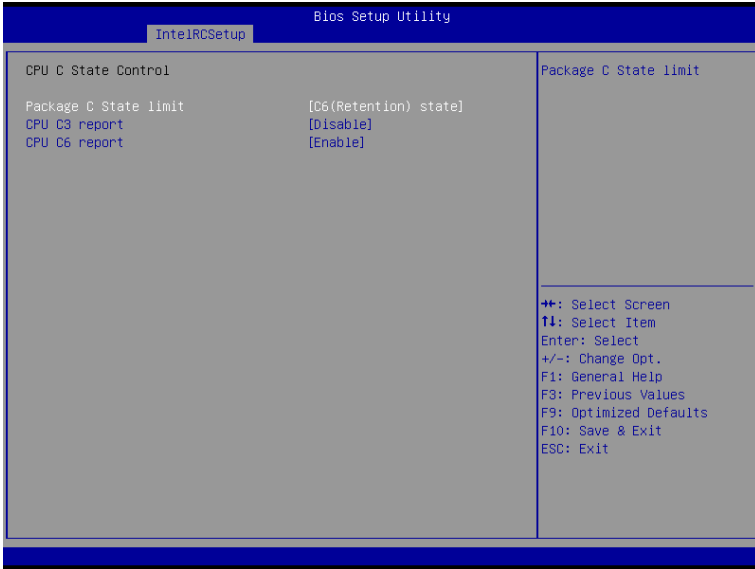 Bios Setup Utility
IntelRCSetup
CPU C State Control
Package C State limit [C6(Retention) state]
CPU C3 report [Disable]
CPU C6 report [Enable]
Package C State limit
→←: Select Screen
↑↓: Select Item
Enter: Select
+/-: Change Opt.
F1: General Help
F3: Previous Values
F9: Optimized Defaults
F10: Save & Exit
ESC: Exit